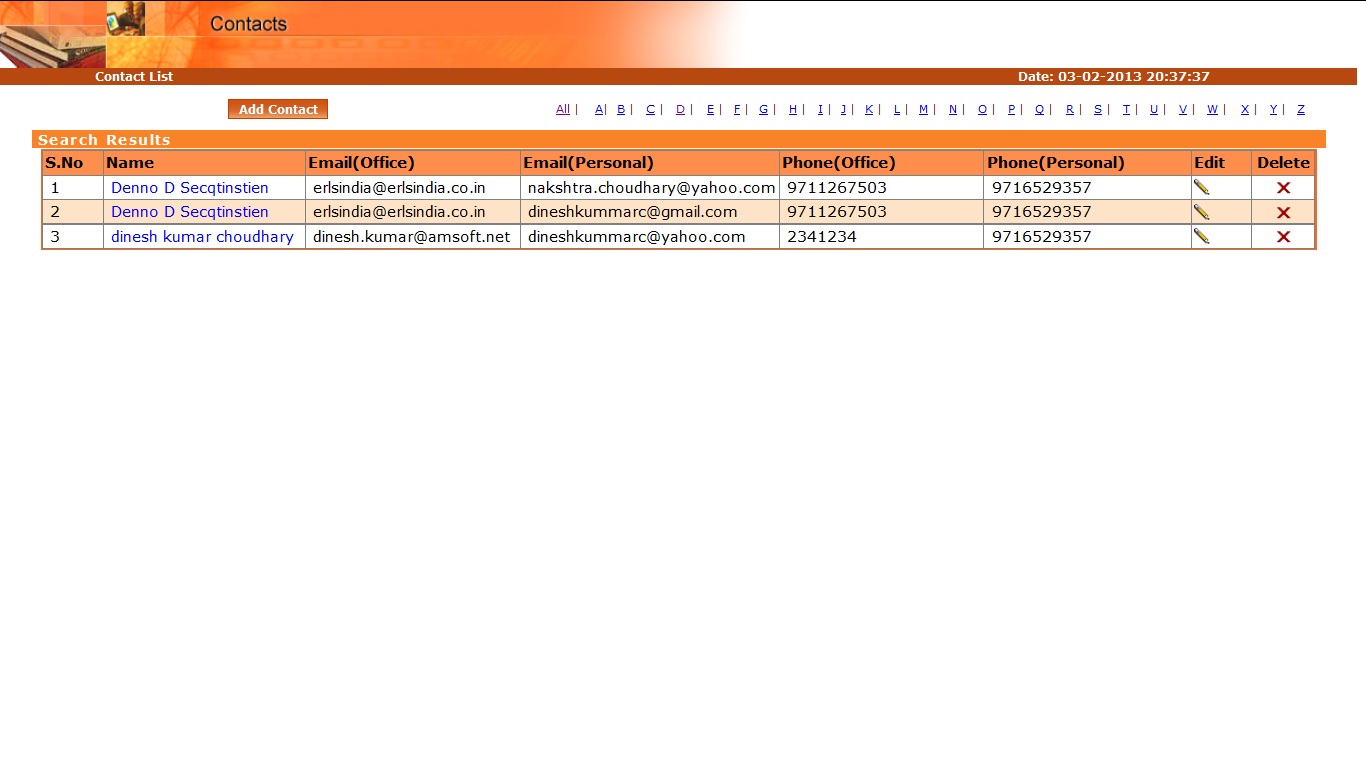 Contacts
Contact List Date: 03-02-2013 20:37:37
Add Contact All | A| B | C | D | E | F | G | H | I | J | K | L | M | N | O | P | Q | R | S | T | U | V | W | X | Y | Z
Search Results
S.No Name Email(Office) Email(Personal) Phone(Office) Phone(Personal) Edit Delete
1 Denno D Secqtinstien erlsindia@erlsindia.co.in nakshtra.choudhary@yahoo.com 9711267503 9716529357
2 Denno D Secqtinstien erlsindia@erlsindia.co.in dineshkummarc@gmail.com 9711267503 9716529357
3 dinesh kumar choudhary dinesh.kumar@amsoft.net dineshkummarc@yahoo.com 2341234 9716529357